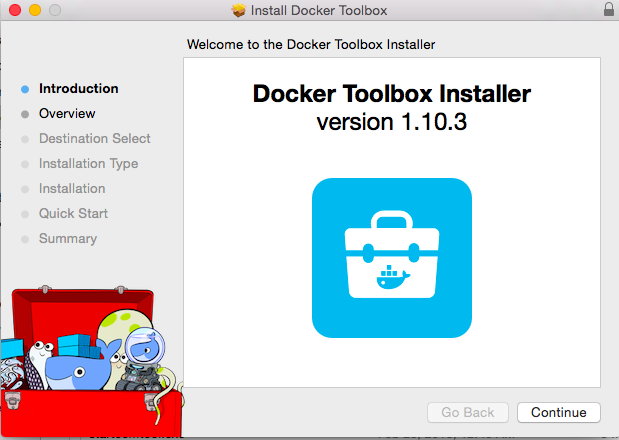 Install Docker Toolbox
Welcome to the Docker Toolbox Installer
Introduction
Overview
Destination Select
Installation Type
Installation
Quick Start
Summary
Docker Toolbox Installer
version 1.10.3
Go Back
Continue